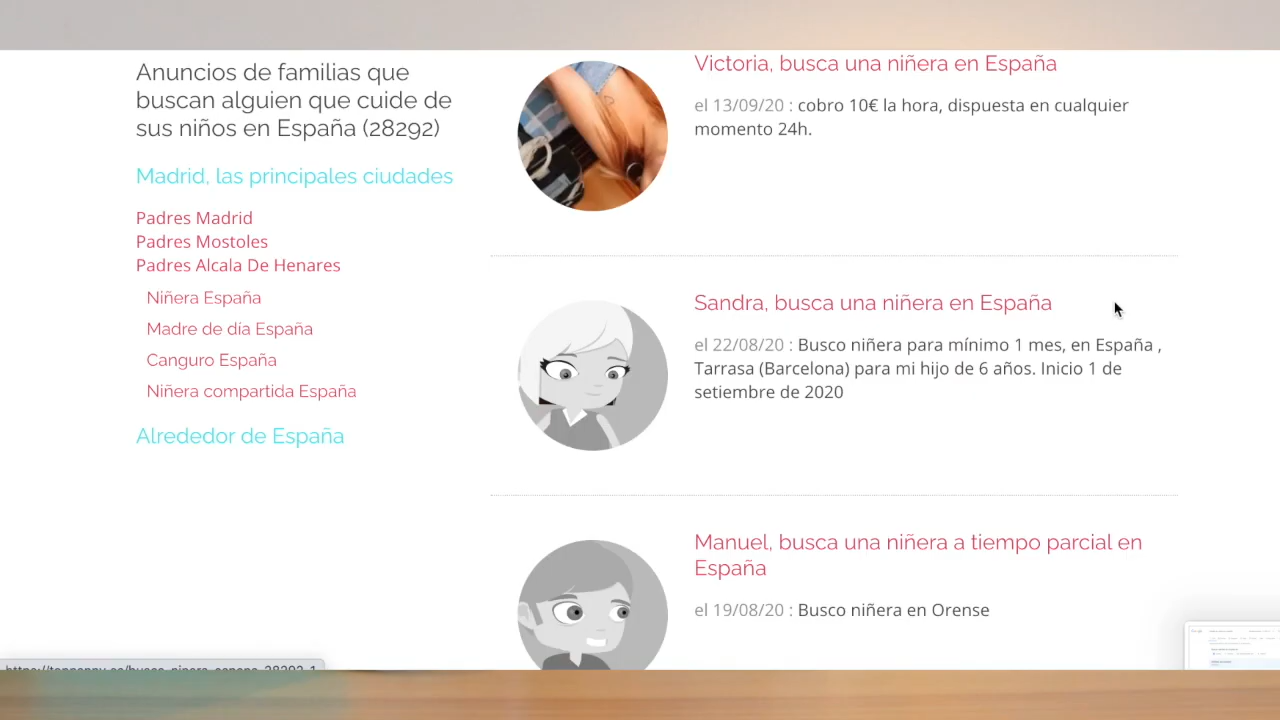 Anuncios de familias que
buscan alguien que cuide de
sus niños en España (28292)
Madrid, las principales ciudades
Padres Madrid
Padres Mostoles
Padres Alcala De Henares
Niñera España
Madre de día España
Canguro España
Niñera compartida España
Alrededor de España
Victoria, busca una niñera en España
el 13/09/20 : cobro 10€ la hora, dispuesta en cualquier
momento 24h.
Sandra, busca una niñera en España
el 22/08/20 : Busco niñera para mínimo 1 mes, en España ,
Tarrasa (Barcelona) para mi hijo de 6 años. Inicio 1 de
setiembre de 2020
Manuel, busca una niñera a tiempo parcial en
España
el 19/08/20 : Busco niñera en Orense